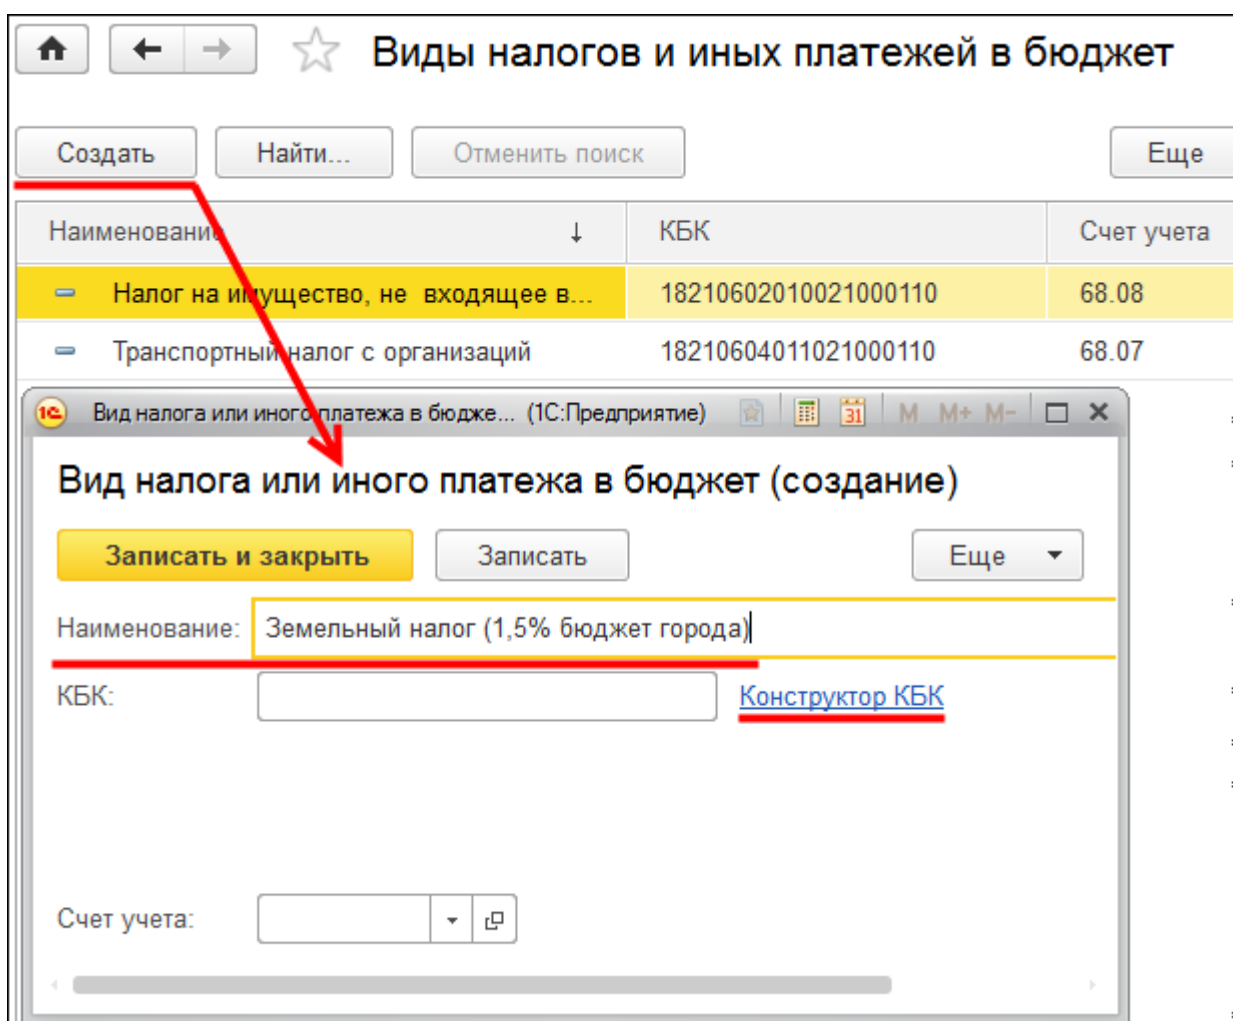 Виды налогов и иных платежей в бюджет
Создать Найти... Отменить поиск Еще
Наименование ↓ КБК Счет учета
Налог на имущество, не входящее в... 18210602010021000110 68.08
Транспортный налог с организаций 18210604011021000110 68.07
1С Вид налога или иного платежа в бюдже... (1С:Предприятие) 31 M M+ M-
Вид налога или иного платежа в бюджет (создание)
Записать и закрыть Записать Еще
Наименование: Земельный налог (1,5% бюджет города)
КБК: Конструктор КБК
Счет учета: